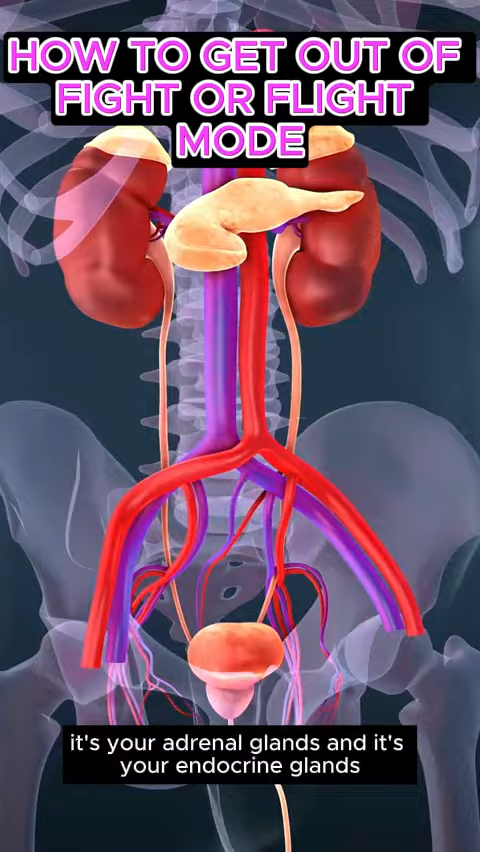 HOW TO GET OUT OF
FIGHT OR FLIGHT
MODE
it's your adrenal glands and it's
your endocrine glands